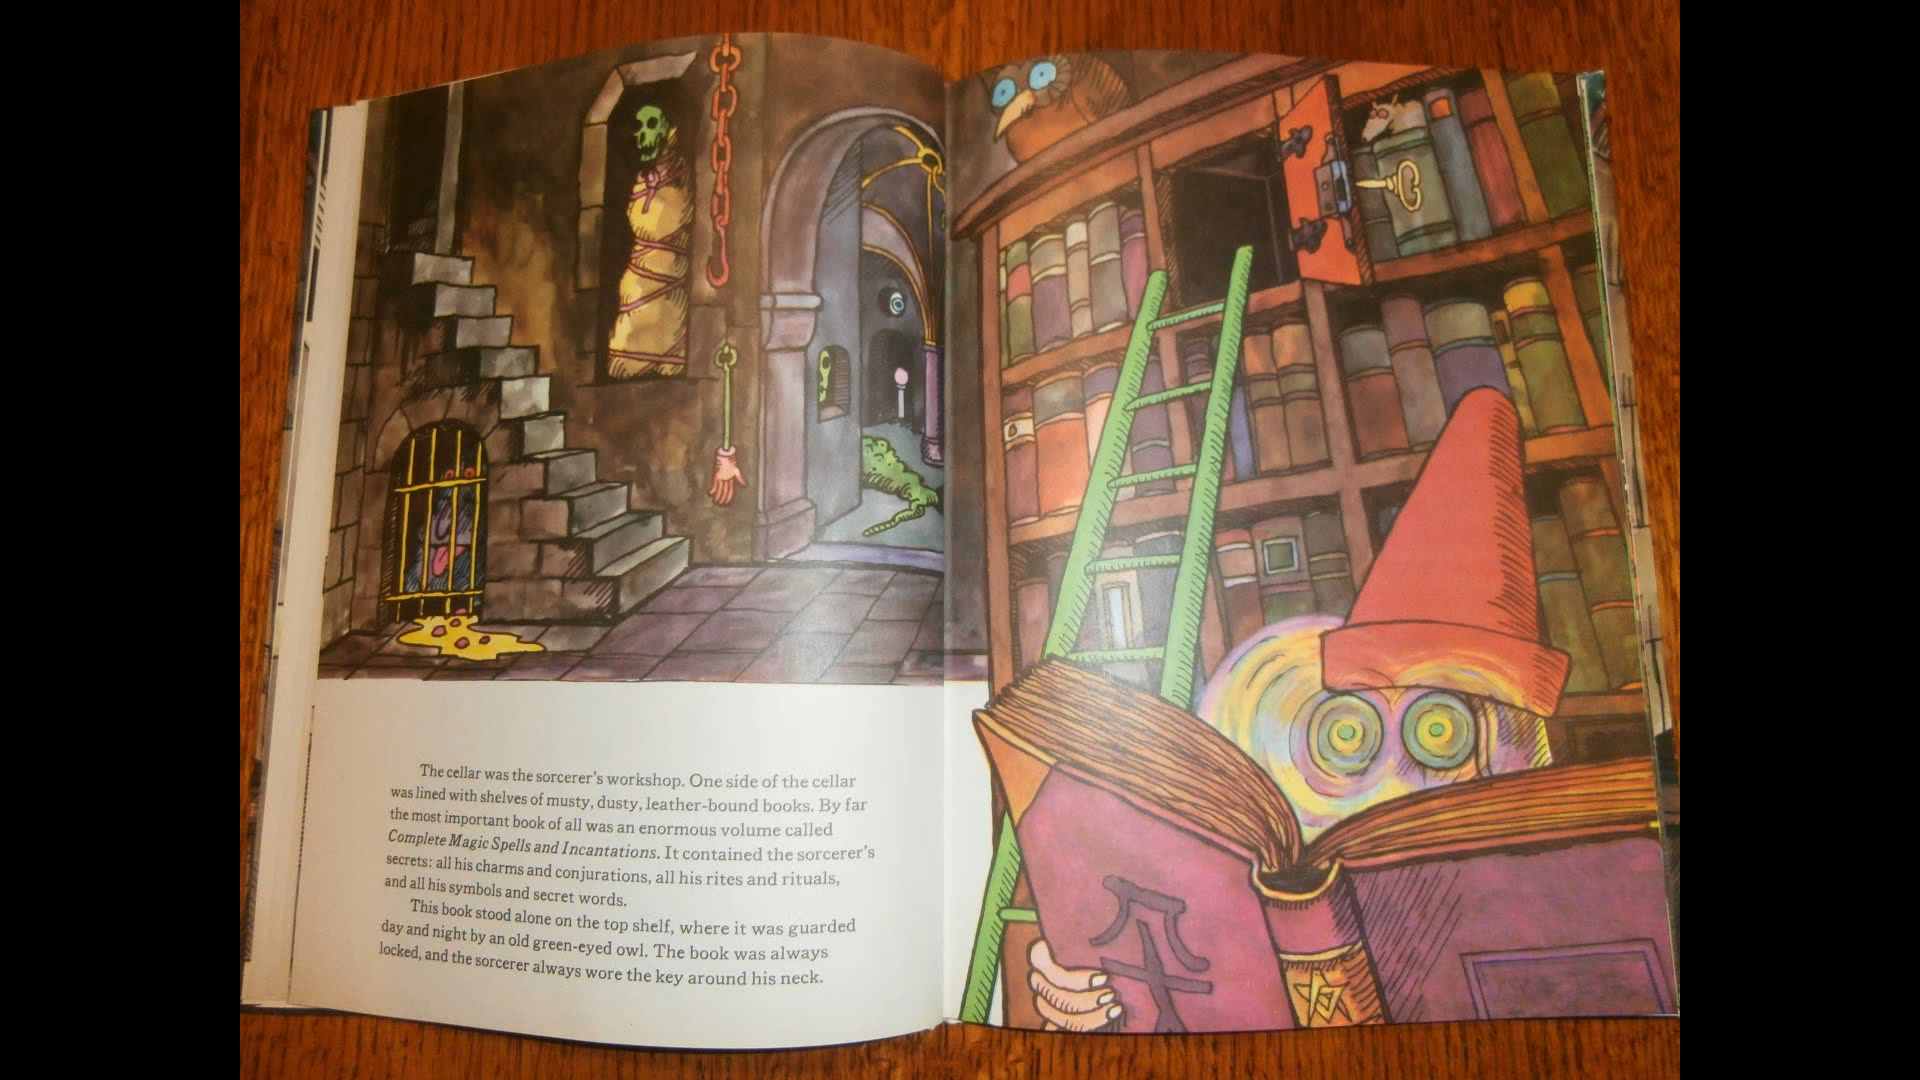 The cellar was the sorcerer's workshop. One side of the cellar
was lined with shelves of musty, dusty, leather-bound books. By far
the most important book of all was an enormous volume called
Complete Magic Spells and Incantations. It contained the sorcerer's
secrets: all his charms and conjurations, all his rites and rituals,
and all his symbols and secret words.
This book stood alone on the top shelf, where it was guarded
day and night by an old green-eyed owl. The book was always
locked, and the sorcerer always wore the key around his neck.